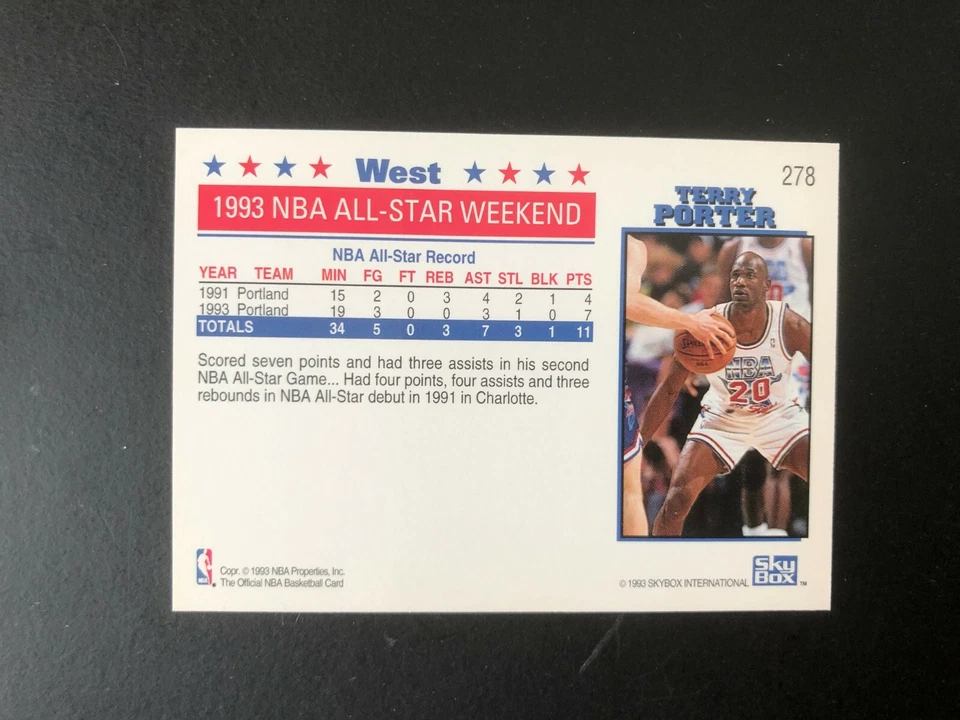 West
1993 NBA ALL-STAR WEEKEND
NBA All-Star Record
YEAR TEAM MIN FG FT REB AST STL BLK PTS
1991 Portland 15 2 0 3 4 2 1 4
1993 Portland 19 3 0 0 3 1 0 7
TOTALS 34 5 0 3 7 3 1 11
Scored seven points and had three assists in his second
NBA All-Star Game... Had four points, four assists and three
rebounds in NBA All-Star debut in 1991 in Charlotte.
278
TERRY
PORTER
NBA
20
NBA
Copr. © 1993 NBA Properties, Inc.
The Official NBA Basketball Card
© 1993 SKYBOX INTERNATIONAL
Sky
Box
TM